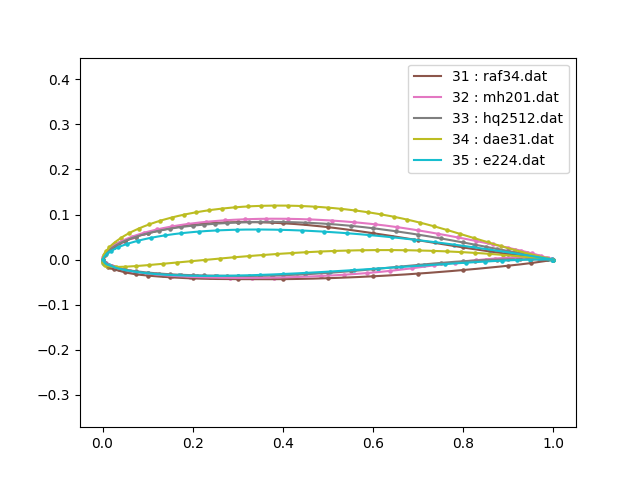 31 : raf34.dat
32 : mh201.dat
33 : hq2512.dat
34 : dae31.dat
35 : e224.dat
0.4
0.3
0.2
0.1
0.0
−0.1
−0.2
−0.3
0.0 0.2 0.4 0.6 0.8 1.0